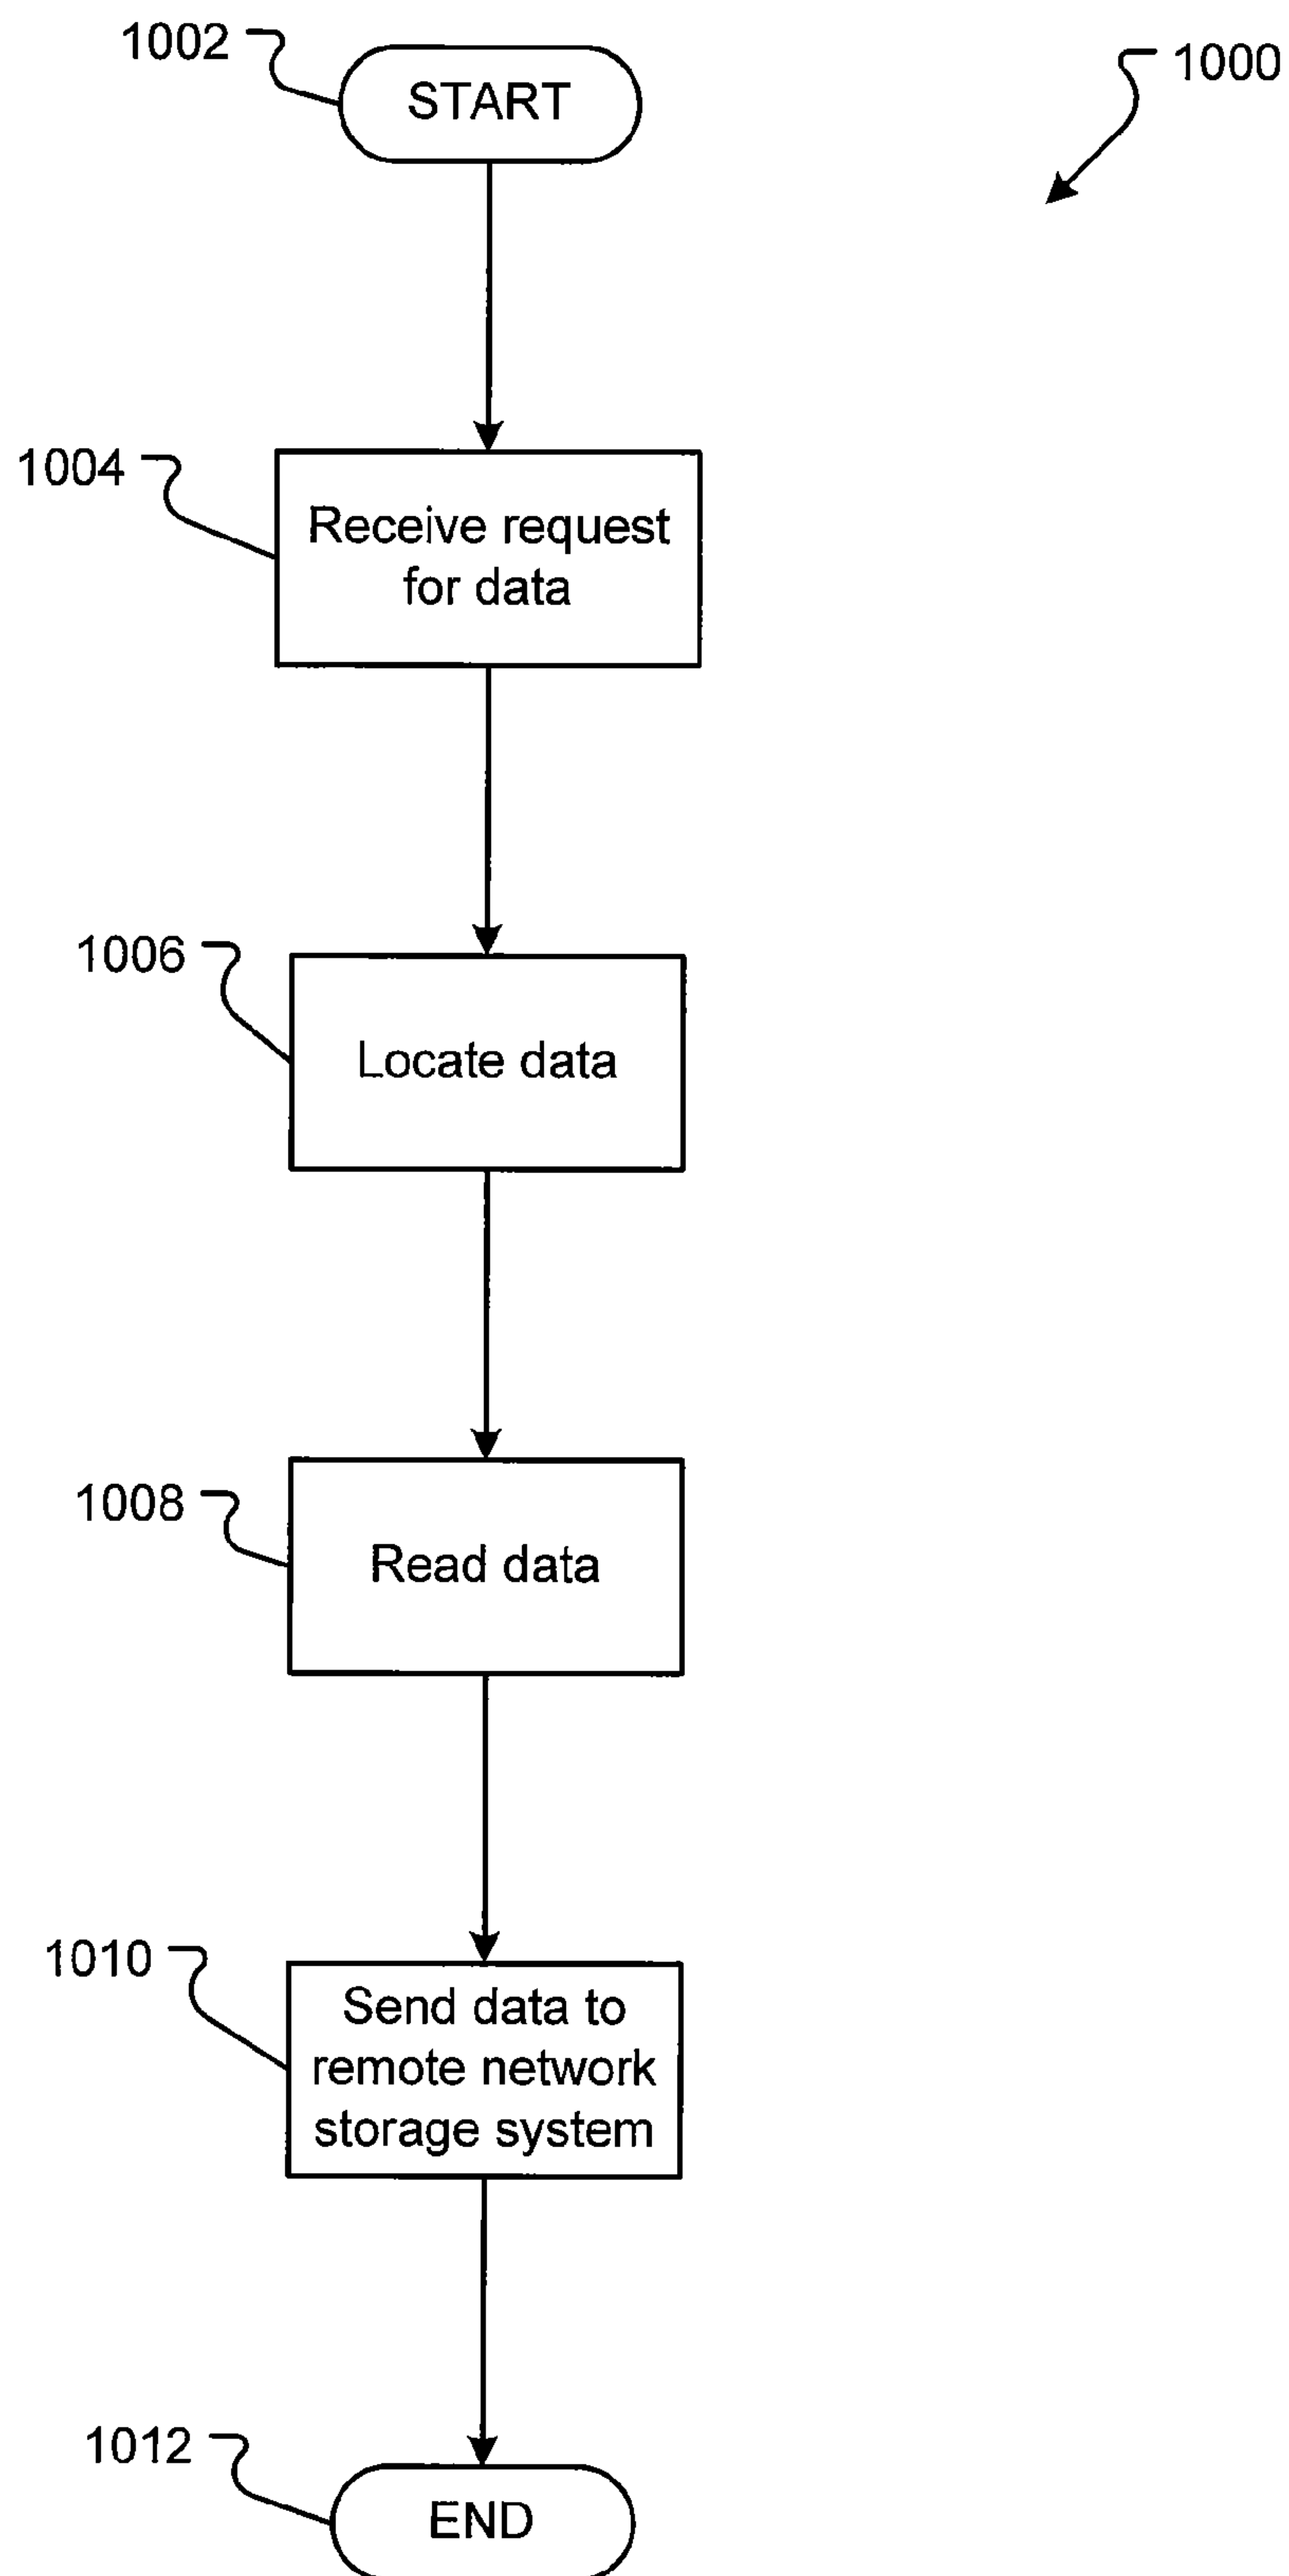 1002
START
1000
1004
Receive request
for data
1006
Locate data
1008
Read data
1010
Send data to
remote network
storage system
1012
END